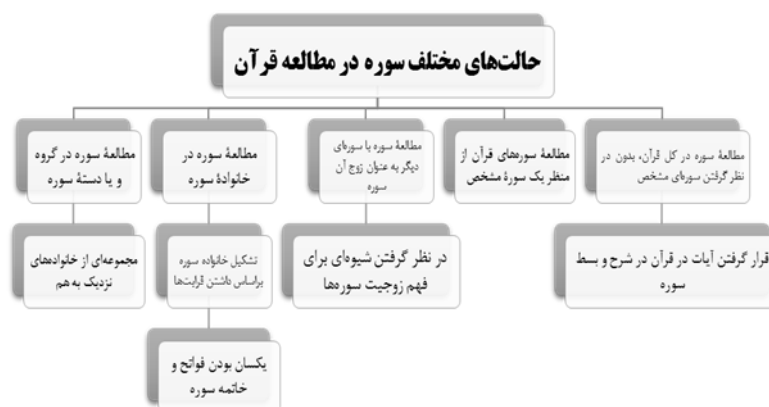 حالت‌های مختلف سوره در مطالعه قرآن
مطالعهٔ سوره در کل قرآن، بدون در
نظر گرفتن سوره‌ای مشخص
مطالعهٔ سوره‌های قرآن از
منظر یک سورهٔ مشخص
مطالعهٔ سوره با سوره‌ای
دیگر به عنوان زوج آن
سوره
مطالعهٔ سوره در
خانوادهٔ سوره
مطالعهٔ سوره در گروه
و یا دستهٔ سوره
قرار گرفتن آیات در قرآن در شرح و بسط
سوره
در نظر گرفتن شیوه‌ای برای
فهم زوجیت سوره‌ها
تشکیل خانواده سوره
براساس داشتن قرابت‌ها
مجموعه‌ای از خانواده‌های
نزدیک به هم
یکسان بودن فواتح و
خاتمه سوره